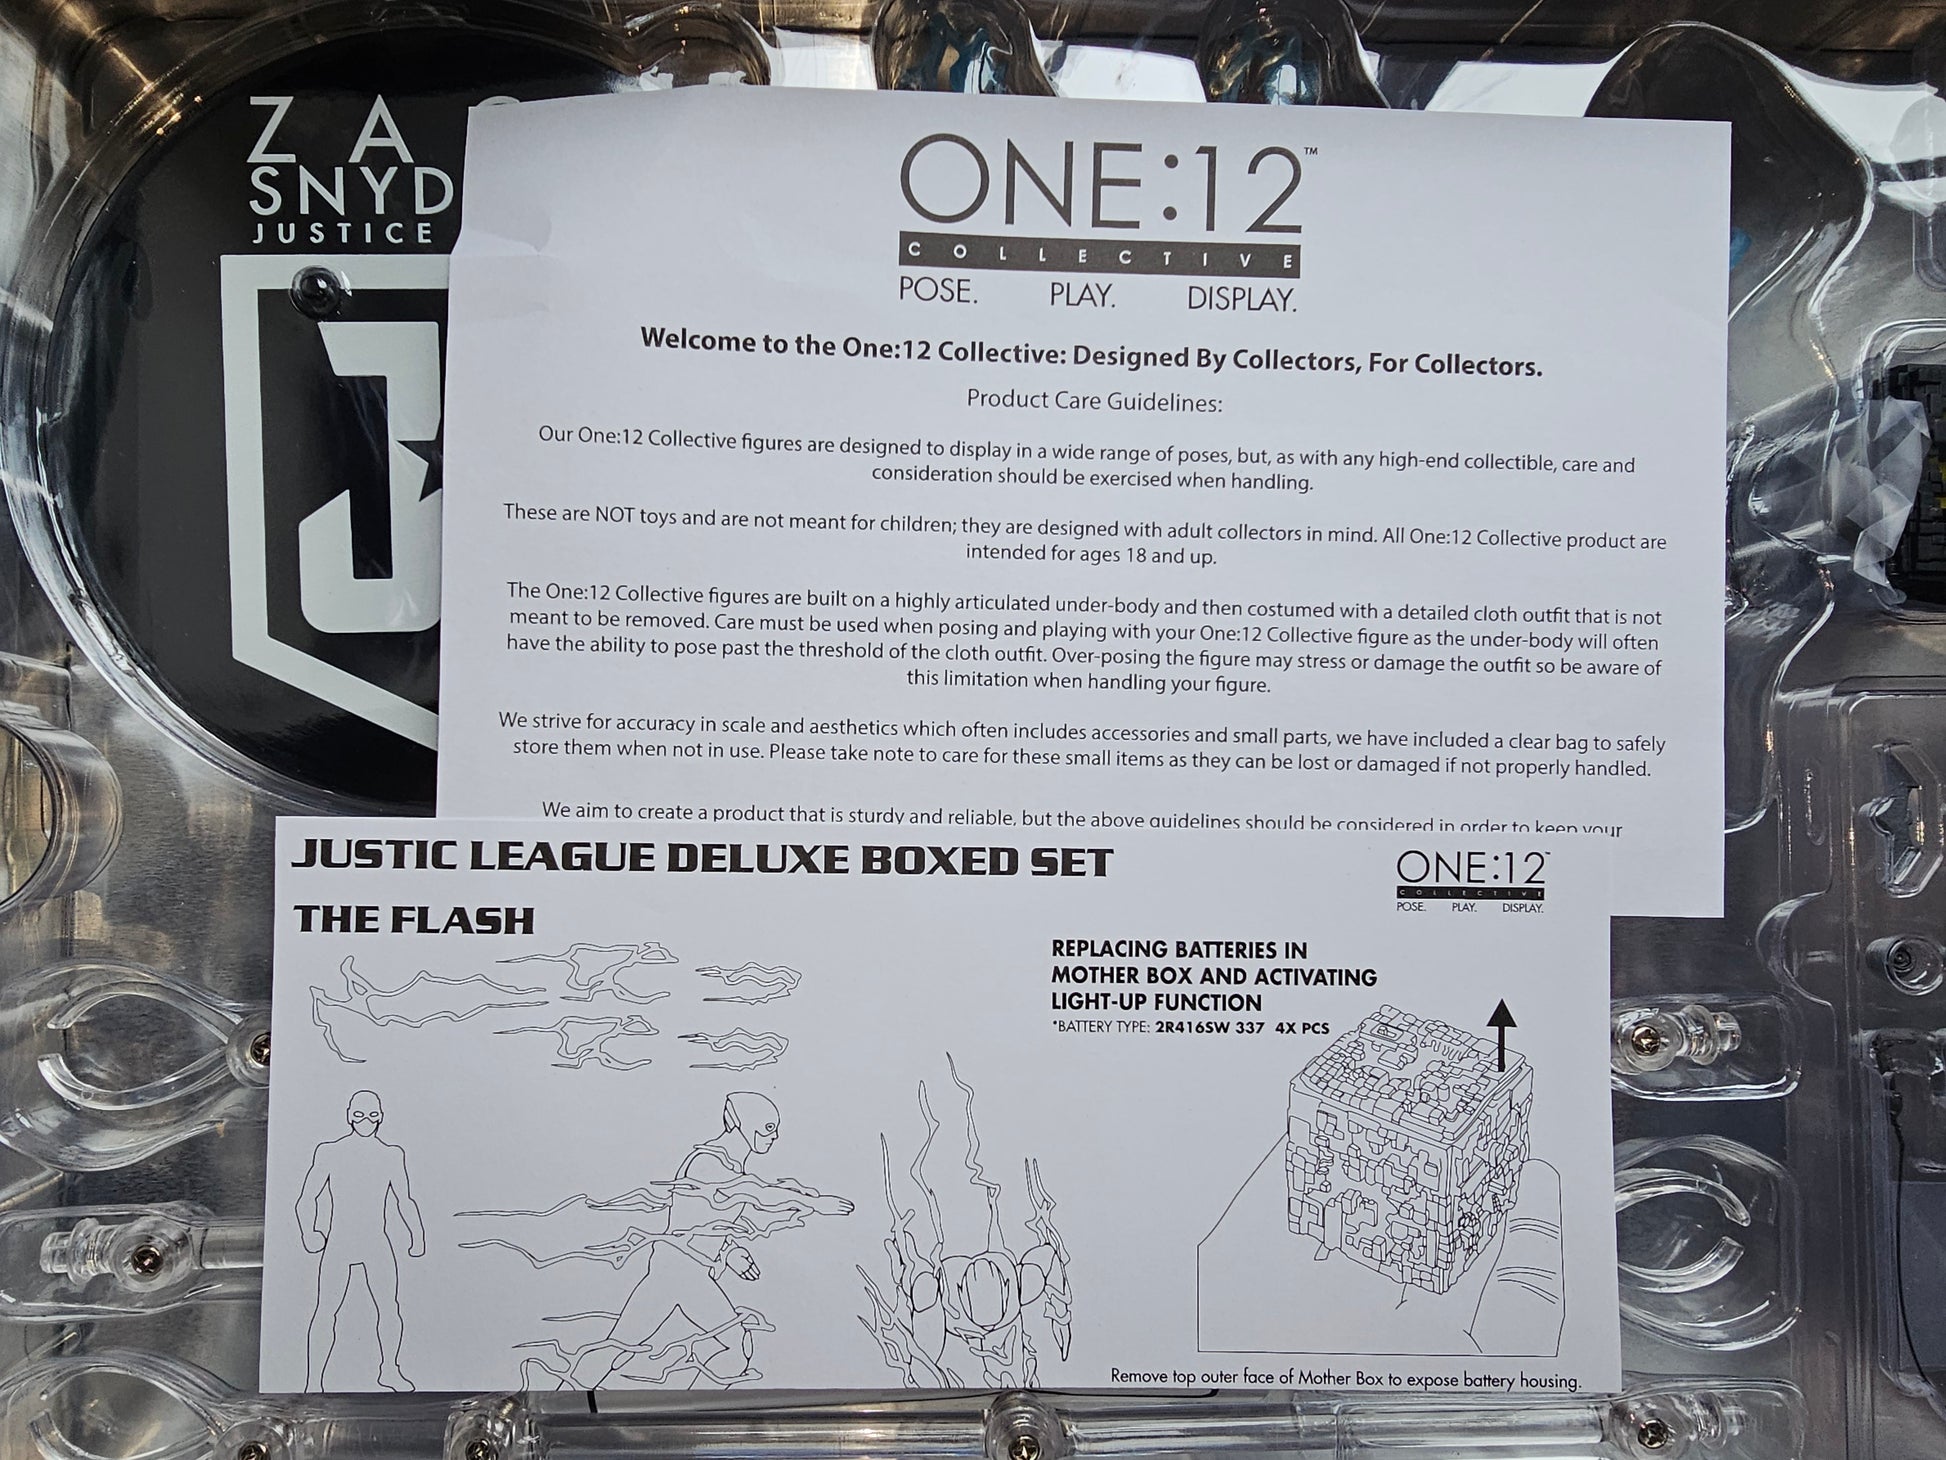 Z A
SNYD
JUSTICE
ONE:12™
COLLECTIVE
POSE. PLAY. DISPLAY.
Welcome to the One:12 Collective: Designed By Collectors, For Collectors.
Product Care Guidelines:
Our One:12 Collective figures are designed to display in a wide range of poses, but, as with any high-end collectible, care and
consideration should be exercised when handling.
These are NOT toys and are not meant for children; they are designed with adult collectors in mind. All One:12 Collective product are
intended for ages 18 and up.
The One:12 Collective figures are built on a highly articulated under-body and then costumed with a detailed cloth outfit that is not
meant to be removed. Care must be used when posing and playing with your One:12 Collective figure as the under-body will often
have the ability to pose past the threshold of the cloth outfit. Over-posing the figure may stress or damage the outfit so be aware of
this limitation when handling your figure.
We strive for accuracy in scale and aesthetics which often includes accessories and small parts, we have included a clear bag to safely
store them when not in use. Please take note to care for these small items as they can be lost or damaged if not properly handled.
We aim to create a product that is sturdy and reliable, but the above guidelines should be considered in order to keep your
JUSTIC LEAGUE DELUXE BOXED SET
THE FLASH
ONE:12™
COLLECTIVE
POSE. PLAY. DISPLAY.
REPLACING BATTERIES IN
MOTHER BOX AND ACTIVATING
LIGHT-UP FUNCTION
*BATTERY TYPE: 2R416SW 337 4X PCS
Remove top outer face of Mother Box to expose battery housing.